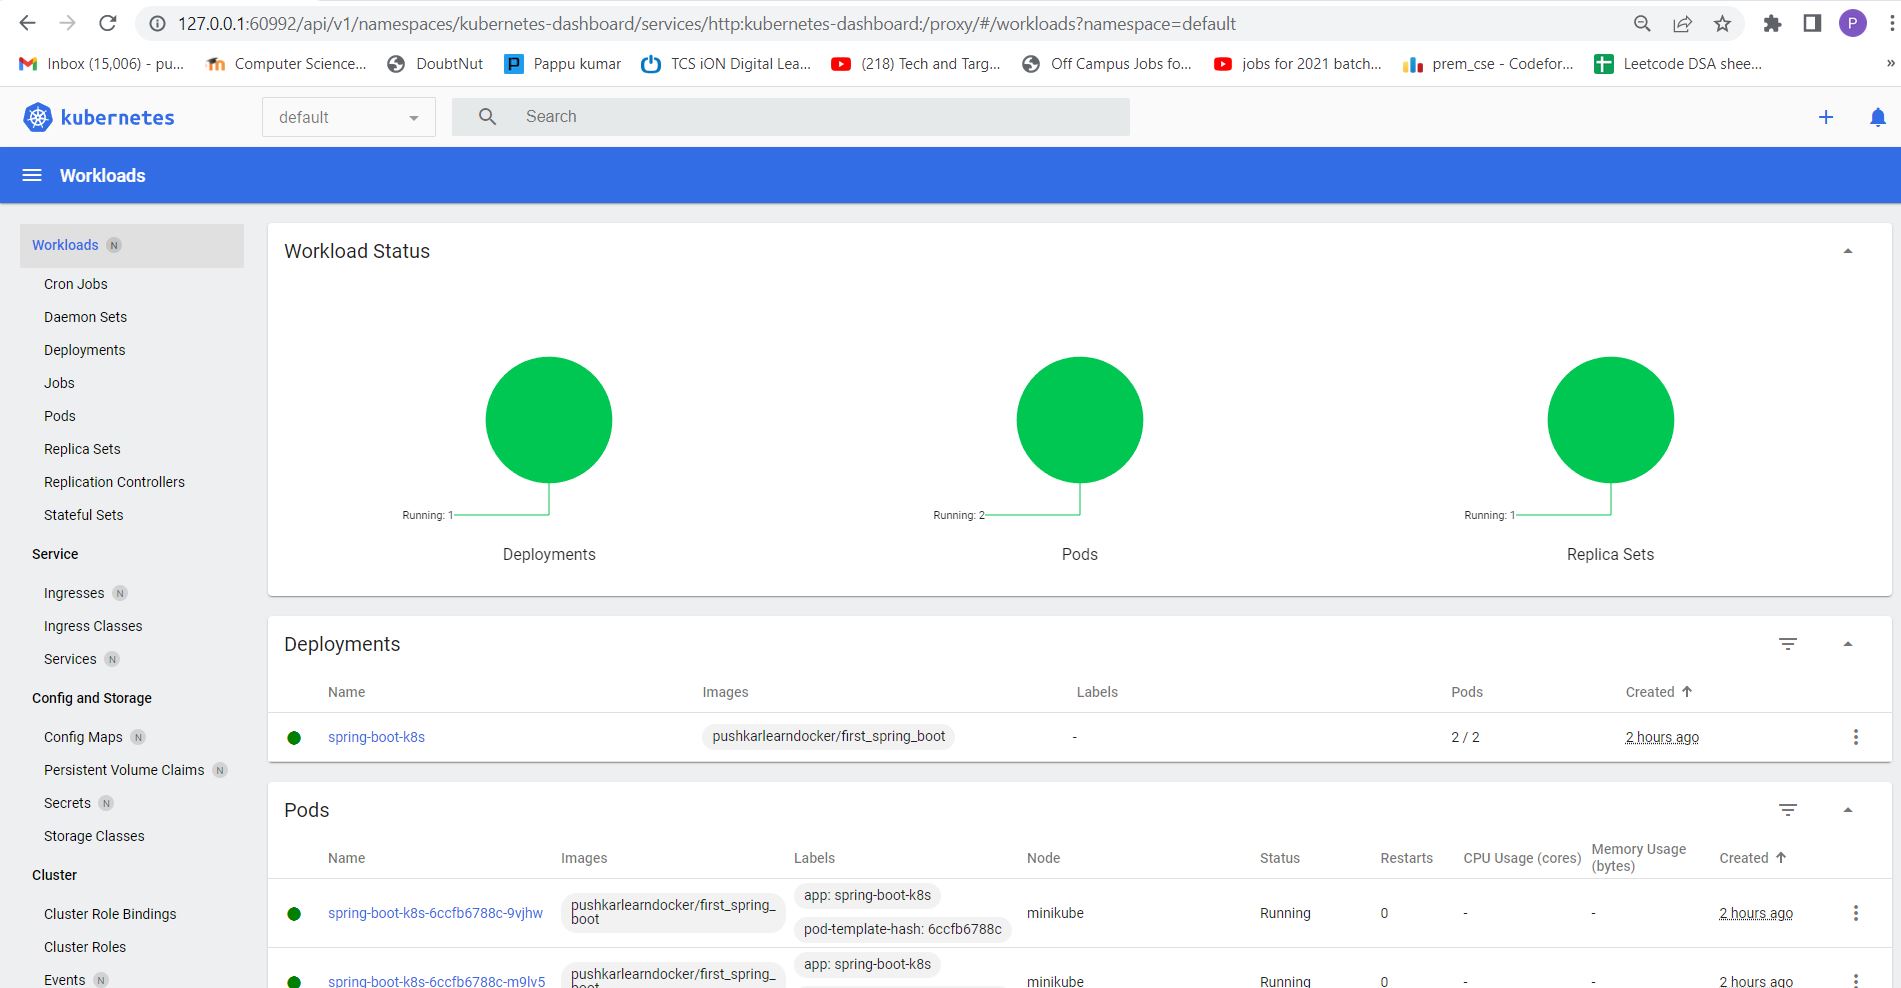 127.0.0.1:60992/api/v1/namespaces/kubernetes-dashboard/services/http:kubernetes-dashboard:/proxy/#/workloads?namespace=default
P
Inbox (15,006) - pu...
Computer Science...
DoubtNut
P
Pappu kumar
TCS iON Digital Lea...
(218) Tech and Targ...
Off Campus Jobs fo...
jobs for 2021 batch...
prem_cse - Codefor...
Leetcode DSA shee...
»
kubernetes
default
Search
Workloads
Workloads N
Cron Jobs
Daemon Sets
Deployments
Jobs
Pods
Replica Sets
Replication Controllers
Stateful Sets
Service
Ingresses N
Ingress Classes
Services N
Config and Storage
Config Maps N
Persistent Volume Claims N
Secrets N
Storage Classes
Cluster
Cluster Role Bindings
Cluster Roles
Events N
Workload Status
Running: 1
Deployments
Running: 2
Pods
Running: 1
Replica Sets
Deployments
Name Images Labels Pods Created
spring-boot-k8s pushkarlearndocker/first_spring_boot - 2 / 2 2 hours ago
Pods
Name Images Labels Node Status Restarts CPU Usage (cores) Memory Usage
(bytes) Created
spring-boot-k8s-6ccfb6788c-9vjhw
pushkarlearndocker/first_spring_
boot
app: spring-boot-k8s
pod-template-hash: 6ccfb6788c
minikube Running 0 - - 2 hours ago
spring-boot-k8s-6ccfb6788c-m9lv5
pushkarlearndocker/first_spring_
boot
app: spring-boot-k8s
minikube Running 0 - - 2 hours ago